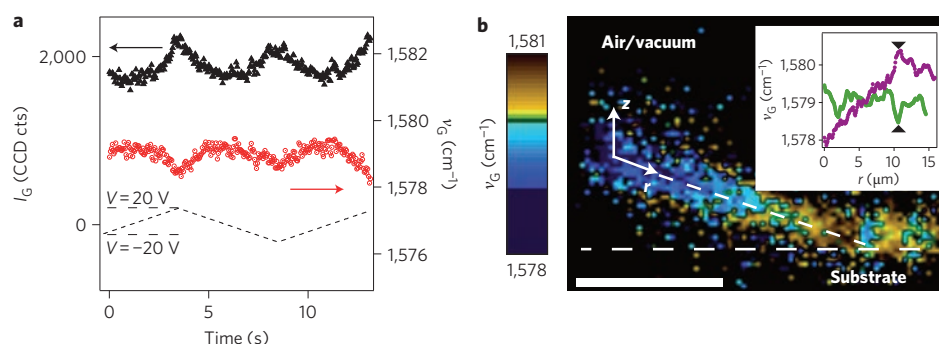 a
2,000
0
I_G (CCD cts)
V = 20 V
V = −20 V
1,582
1,580
1,578
1,576
ν_G (cm⁻¹)
0
5
10
Time (s)
b
1,581
ν_G (cm⁻¹)
1,578
Air/vacuum
z
r
Substrate
1,580
1,579
1,578
ν_G (cm⁻¹)
0 5 10 15
r (μm)